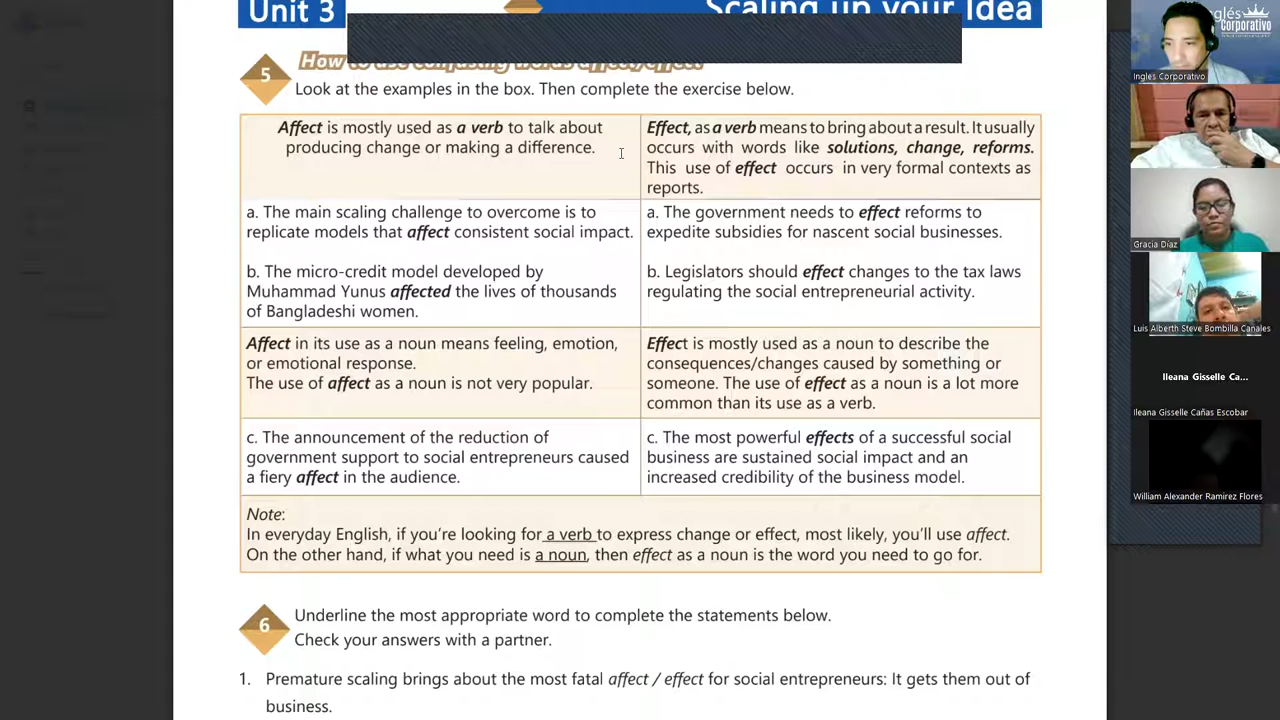 Unit 3
Scaling up your Idea
5
How to use confusing words affect/effect
Look at the examples in the box. Then complete the exercise below.
Affect is mostly used as a verb to talk about
producing change or making a difference.
Effect, as a verb means to bring about a result. It usually
occurs with words like solutions, change, reforms.
This use of effect occurs in very formal contexts as
reports.
a. The main scaling challenge to overcome is to
replicate models that affect consistent social impact.
b. The micro-credit model developed by
Muhammad Yunus affected the lives of thousands
of Bangladeshi women.
a. The government needs to effect reforms to
expedite subsidies for nascent social businesses.
b. Legislators should effect changes to the tax laws
regulating the social entrepreneurial activity.
Affect in its use as a noun means feeling, emotion,
or emotional response.
The use of affect as a noun is not very popular.
Effect is mostly used as a noun to describe the
consequences/changes caused by something or
someone. The use of effect as a noun is a lot more
common than its use as a verb.
c. The announcement of the reduction of
government support to social entrepreneurs caused
a fiery affect in the audience.
c. The most powerful effects of a successful social
business are sustained social impact and an
increased credibility of the business model.
Note:
In everyday English, if you're looking for a verb to express change or effect, most likely, you'll use affect.
On the other hand, if what you need is a noun, then effect as a noun is the word you need to go for.
6
Underline the most appropriate word to complete the statements below.
Check your answers with a partner.
1. Premature scaling brings about the most fatal affect / effect for social entrepreneurs: It gets them out of
business.
Inglés
Corporativo
Ingles Corporativo
Gracia Díaz
Luis Alberth Steve Bombilla Canales
Ileana Gisselle Ca...
Ileana Gisselle Cañas Escobar
William Alexander Ramirez Flores